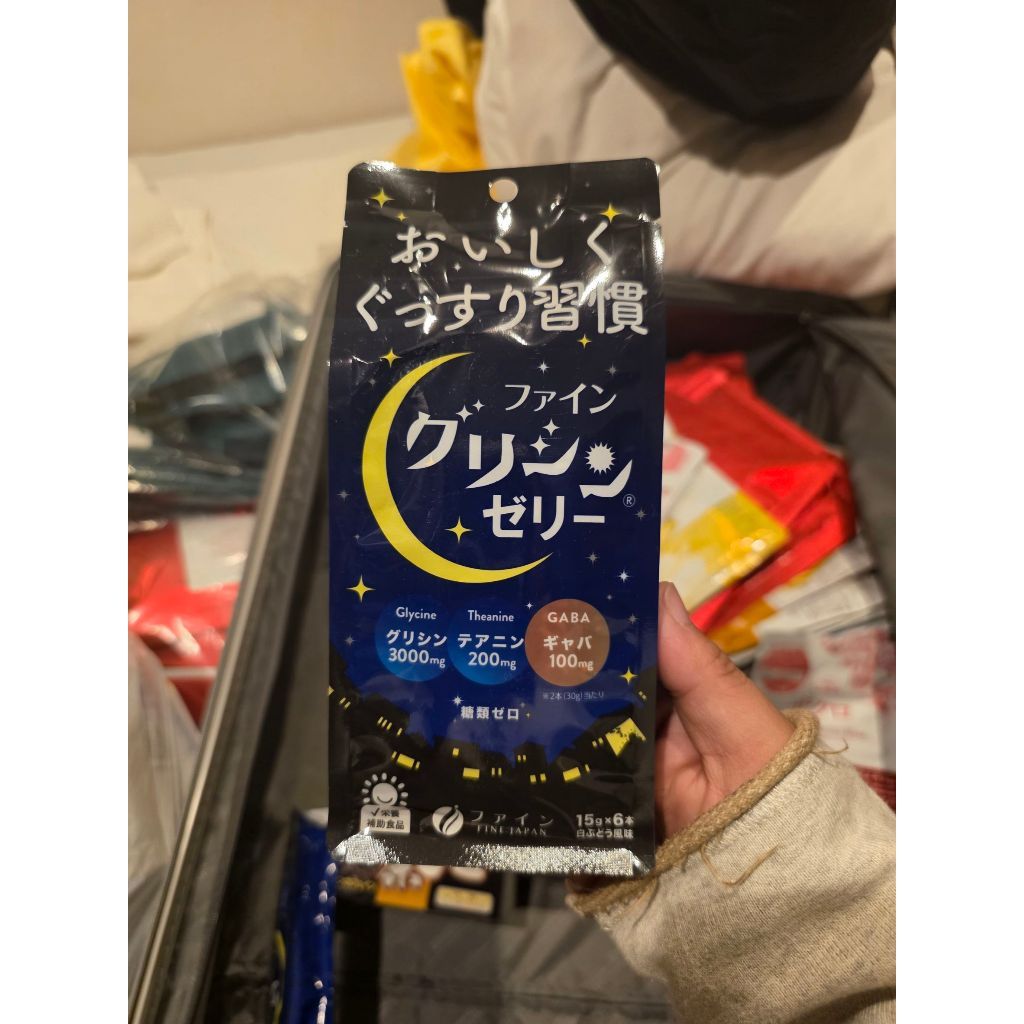 おいしく
ぐっすり習慣
ファイン
グリシン
ゼリー®
Glycine
グリシン
3000mg
Theanine
テアニン
200mg
GABA
ギャバ
100mg
※2本(30g)当たり
糖類ゼロ
✓栄養
補助食品
ファイン
FINE JAPAN
15g×6本
白ぶどう風味